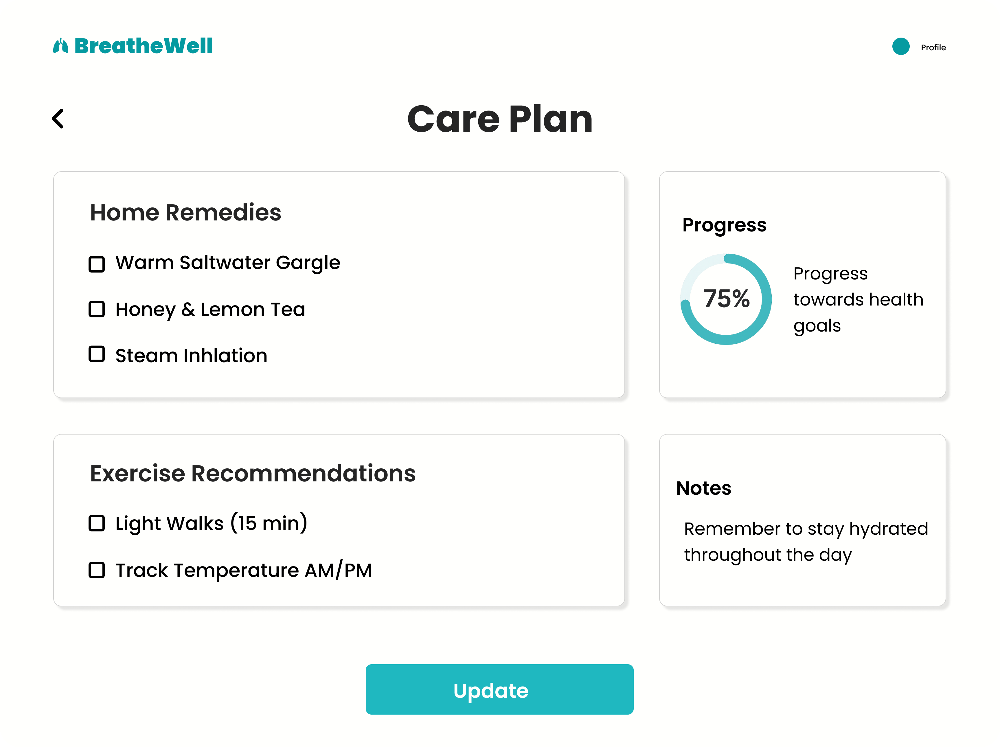 BreatheWell
Profile
Care Plan
Home Remedies
Warm Saltwater Gargle
Honey & Lemon Tea
Steam Inhlation
Progress
75%
Progress
towards health
goals
Exercise Recommendations
Light Walks (15 min)
Track Temperature AM/PM
Notes
Remember to stay hydrated
throughout the day
Update